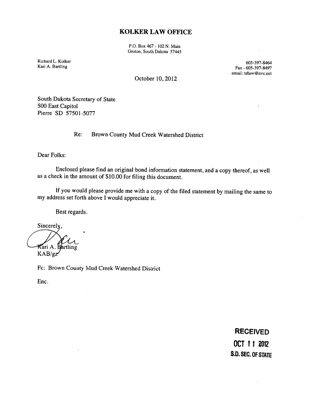 KOLKER LAW OFFICE
P.O. Box 407 - 102 N. Main
Groton, South Dakota 57445
Richard L. Kolker
Kari A. Bartling
605-397-8464
Fax - 605-397-8497
October 10, 2012
South Dakota Secretary of State
500 East Capitol
Pierre SD 57501-5077
Re: Brown County Mud Creek Watershed District
Dear Folks:
Enclosed please find an original bond information statement, and a copy thereof, as well
as a check in the amount of $10.00 for filing this document.
If you would please provide me with a copy of the filed statement by mailing the same to
my address set forth above I would appreciate it.
Best regards.
Sincerely,
Kari A. Bartling
KAB/gr
Pc: Brown County Mud Creek Watershed District
Enc.
RECEIVED
OCT 11 2012
S.D. SEC. OF STATE